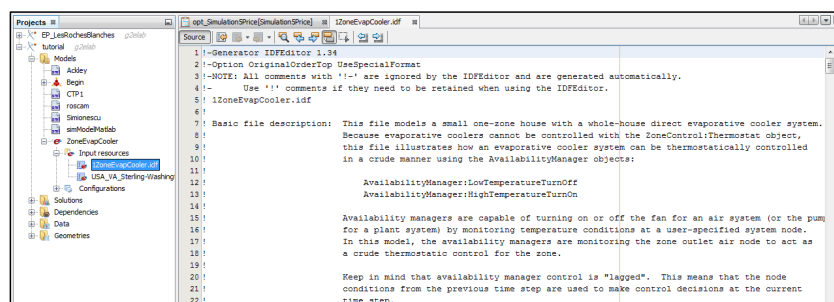 Projects
opt_Simulation5Price[Simulation5Price]
1ZoneEvapCooler.idf
EP_LesRochesBlanches g2elab
tutorial g2elab
Models
Ackley
Begin
CTP1
roscam
Simionescu
simModelMatlab
ZoneEvapCooler
Input resources
1ZoneEvapCooler.idf
USA_VA_Sterling-Washing
Configurations
Solutions
Dependencies
Data
Geometries
Source
1 !-Generator IDFEditor 1.34
2 !-Option OriginalOrderTop UseSpecialFormat
3 !-NOTE: All comments with '!-' are ignored by the IDFEditor and are generated automatically.
4 !- Use '!' comments if they need to be retained when using the IDFEditor.
5 ! 1ZoneEvapCooler.idf
6 !
7 ! Basic file description: This file models a small one-zone house with a whole-house direct evaporative cooler system.
8 ! Because evaporative coolers cannot be controlled with the ZoneControl:Thermostat object,
9 ! this file illustrates how an evaporative cooler system can be thermostatically controlled
10 ! in a crude manner using the AvailabilityManager objects:
11 !
12 ! AvailabilityManager:LowTemperatureTurnOff
13 ! AvailabilityManager:HighTemperatureTurnOn
14 !
15 ! Availability managers are capable of turning on or off the fan for an air system (or the pump
16 ! for a plant system) by monitoring temperature conditions at a user-specified system node.
17 ! In this model, the availability managers are monitoring the zone outlet air node to act as
18 ! a crude thermostatic control for the zone.
19 !
20 ! Keep in mind that availability manager control is "lagged". This means that the node
21 ! conditions from the previous time step are used to make control decisions at the current
22 ! time step.